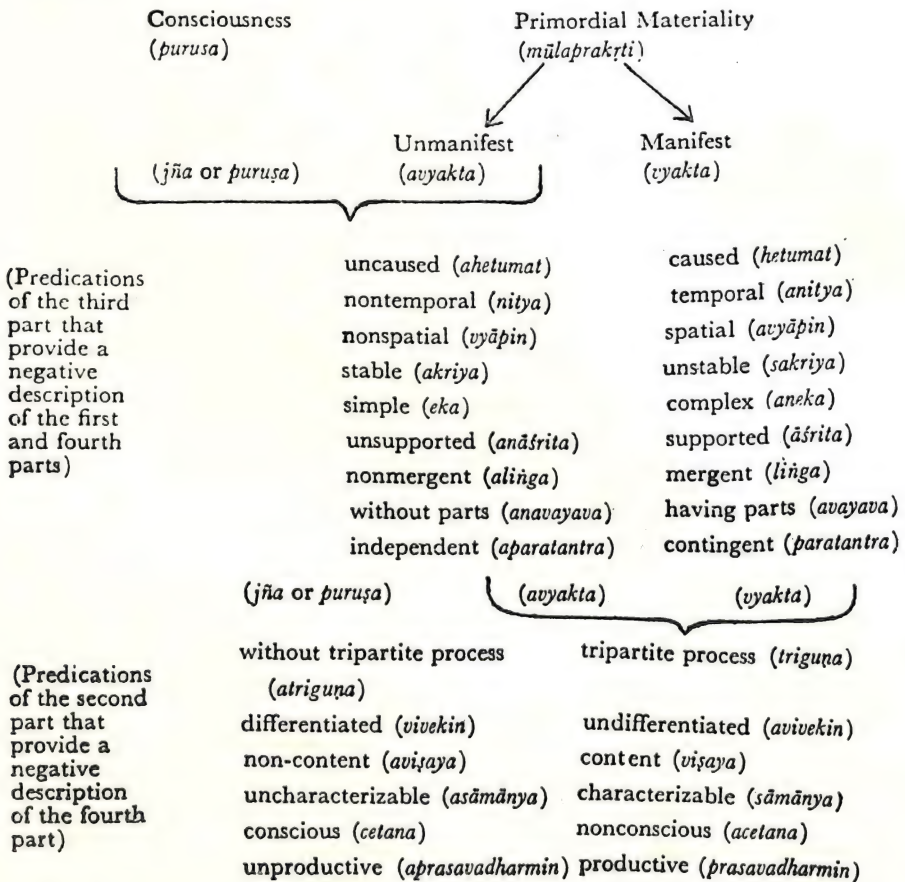 Consciousness Primordial Materiality
(puruṣa) (mūlaprakṛti)
Unmanifest Manifest
(jña or puruṣa) (avyakta) (vyakta)
(Predications
of the third
part that
provide a
negative
description
of the first
and fourth
parts)
uncaused (ahetumat) caused (hetumat)
nontemporal (nitya) temporal (anitya)
nonspatial (vyāpin) spatial (avyāpin)
stable (akriya) unstable (sakriya)
simple (eka) complex (aneka)
unsupported (anāśrita) supported (āśrita)
nonmergent (aliṅga) mergent (liṅga)
without parts (anavayava) having parts (avayava)
independent (aparatantra) contingent (paratantra)
(jña or puruṣa) (avyakta) (vyakta)
(Predications
of the second
part that
provide a
negative
description
of the fourth
part)
without tripartite process tripartite process (triguṇa)
(atriguṇa)
differentiated (vivekin) undifferentiated (avivekin)
non-content (aviṣaya) content (viṣaya)
uncharacterizable (asāmānya) characterizable (sāmānya)
conscious (cetana) nonconscious (acetana)
unproductive (aprasavadharmin) productive (prasavadharmin)